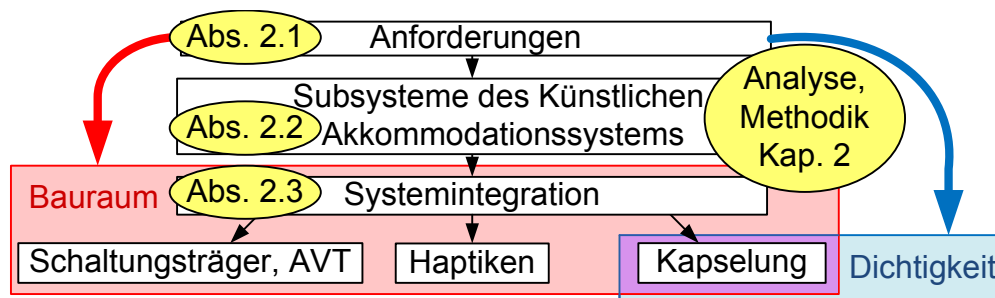 Abs. 2.1
Anforderungen
Analyse,
Methodik
Kap. 2
Subsysteme des Künstlichen
Abs. 2.2
Akkommodationssystems
Bauraum
Abs. 2.3
Systemintegration
Schaltungsträger, AVT
Haptiken
Kapselung
Dichtigkeit